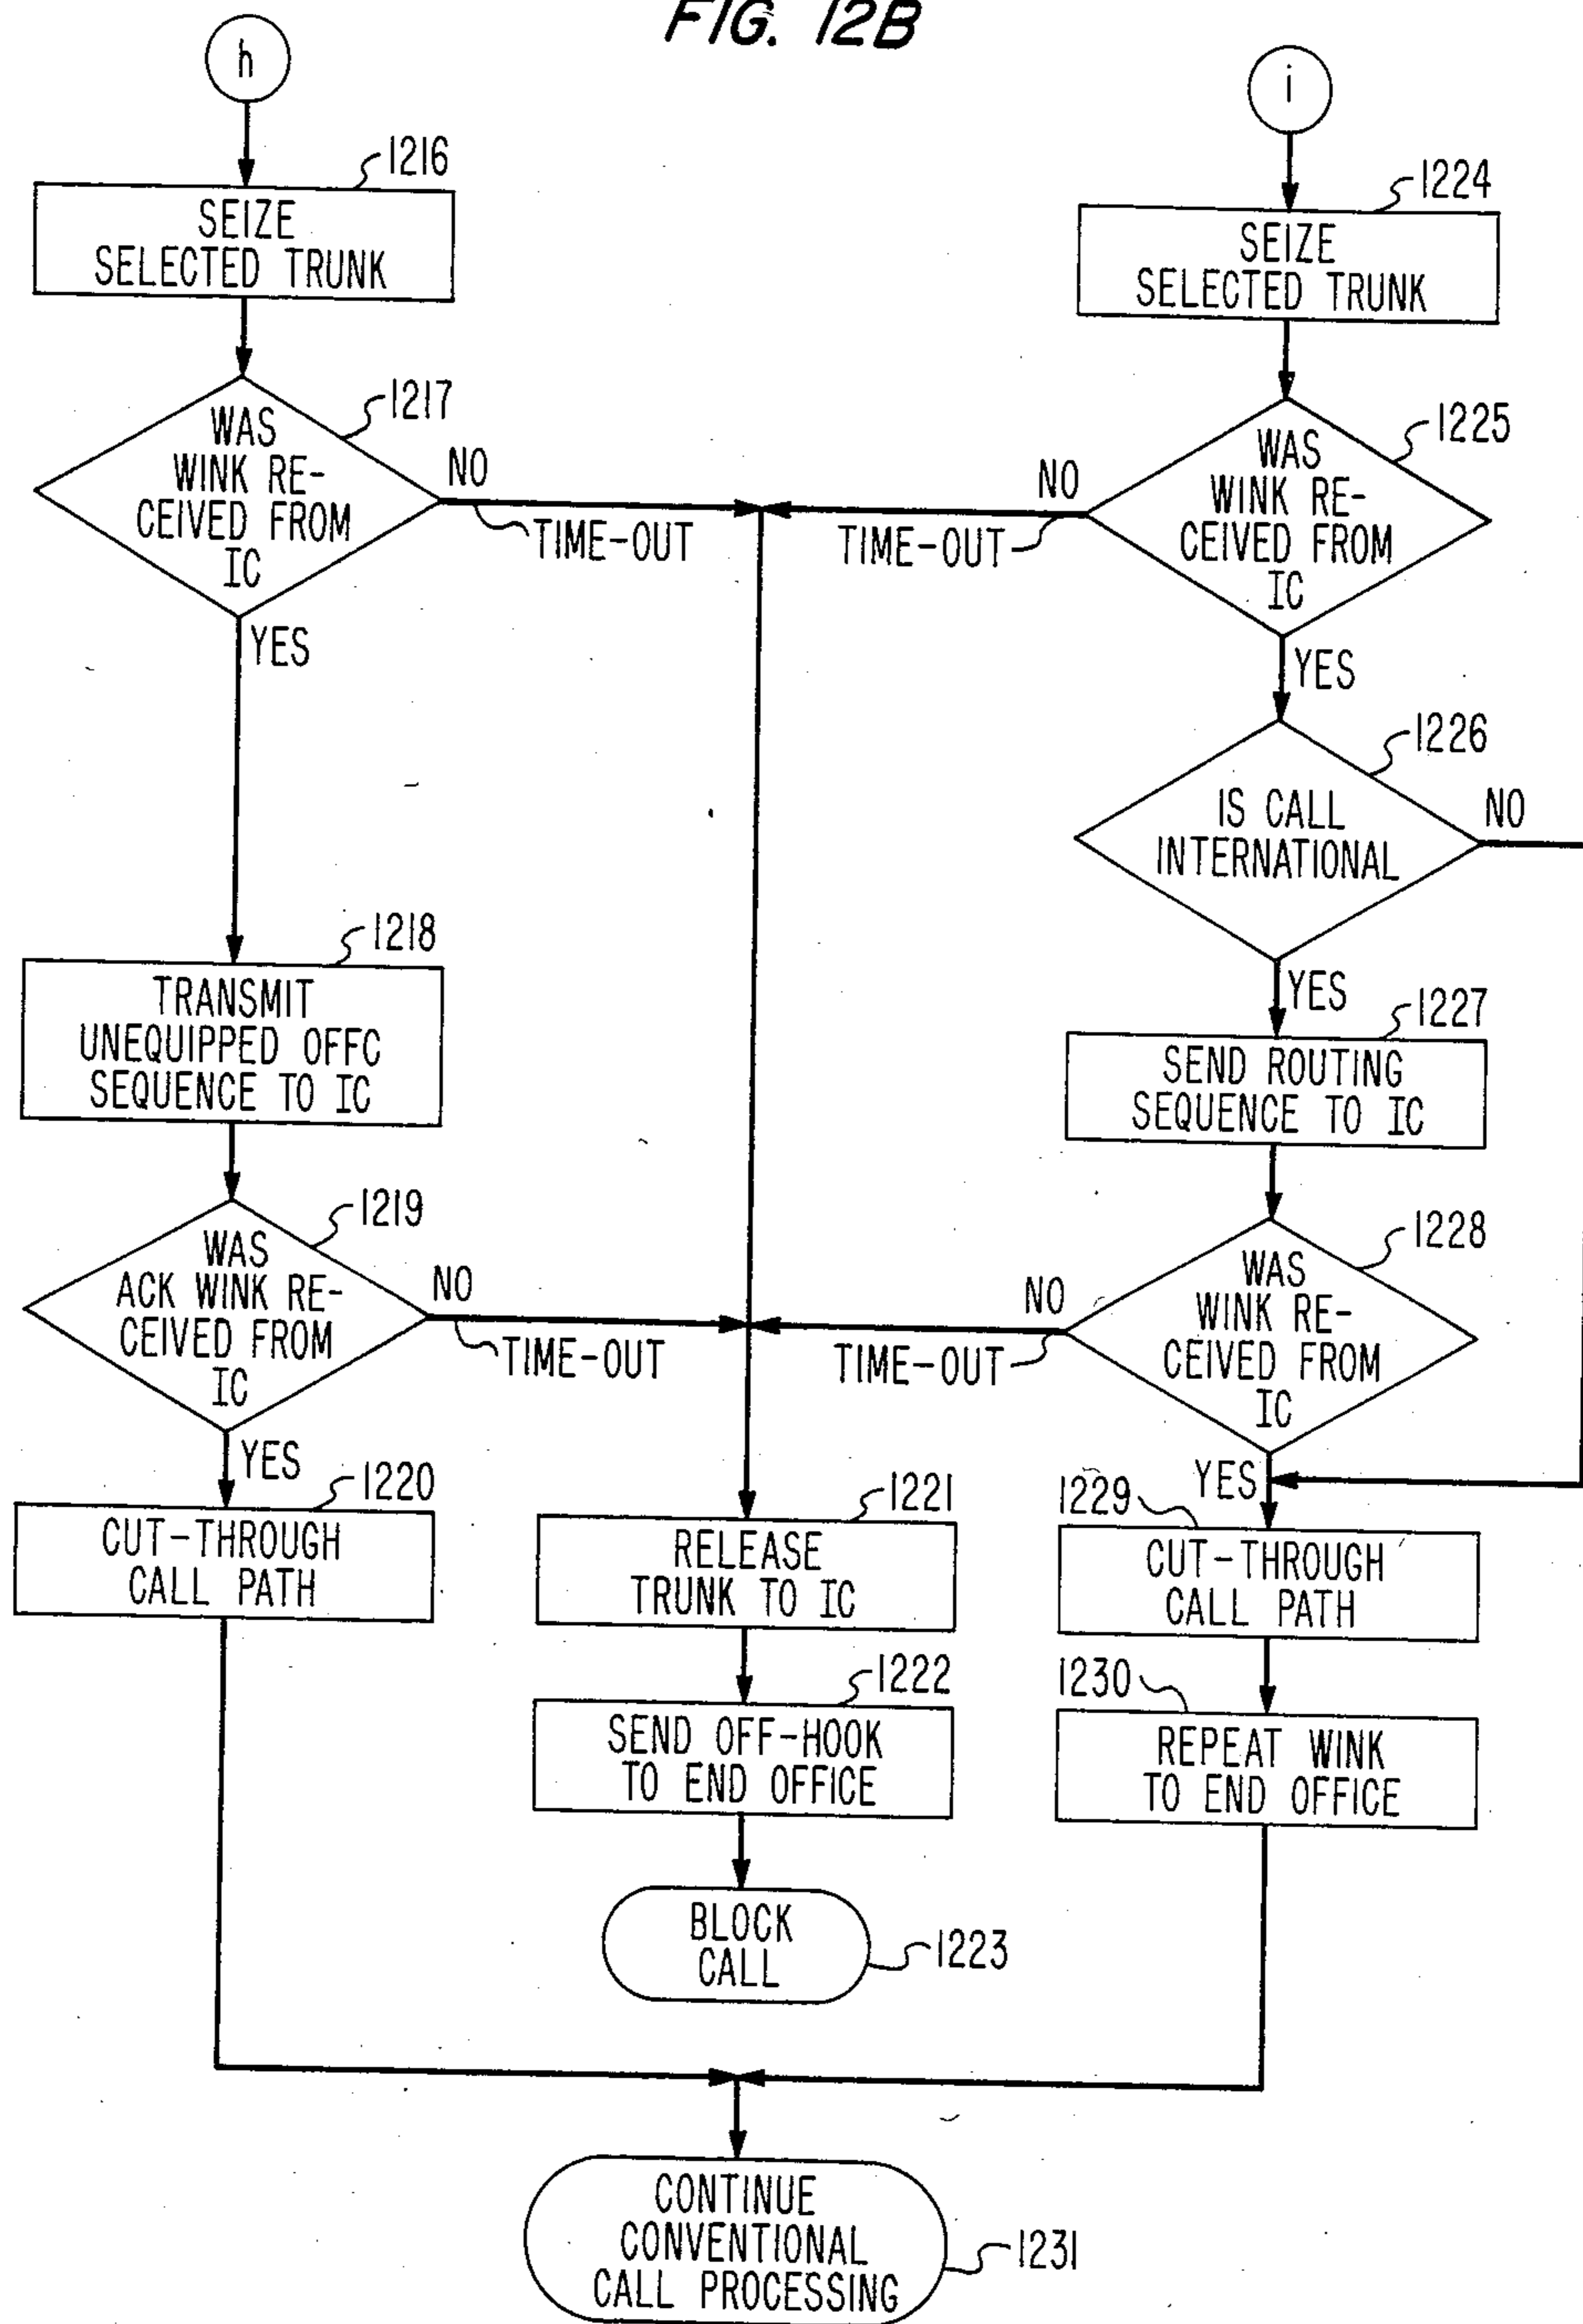 FIG. 12B
h
1216
SEIZE
SELECTED TRUNK
1217
WAS
WINK RE-
CEIVED FROM
IC
NO
TIME-OUT
YES
1218
TRANSMIT
UNEQUIPPED OFFC
SEQUENCE TO IC
1219
WAS
ACK WINK RE-
CEIVED FROM
IC
NO
TIME-OUT
YES
1220
CUT-THROUGH
CALL PATH
1221
RELEASE
TRUNK TO IC
1222
SEND OFF-HOOK
TO END OFFICE
BLOCK
CALL
1223
i
1224
SEIZE
SELECTED TRUNK
1225
WAS
WINK RE-
CEIVED FROM
IC
NO
TIME-OUT
YES
1226
IS CALL
INTERNATIONAL
NO
YES
1227
SEND ROUTING
SEQUENCE TO IC
1228
WAS
WINK RE-
CEIVED FROM
IC
NO
TIME-OUT
YES
1229
CUT-THROUGH
CALL PATH
1230
REPEAT WINK
TO END OFFICE
CONTINUE
CONVENTIONAL
CALL PROCESSING
1231